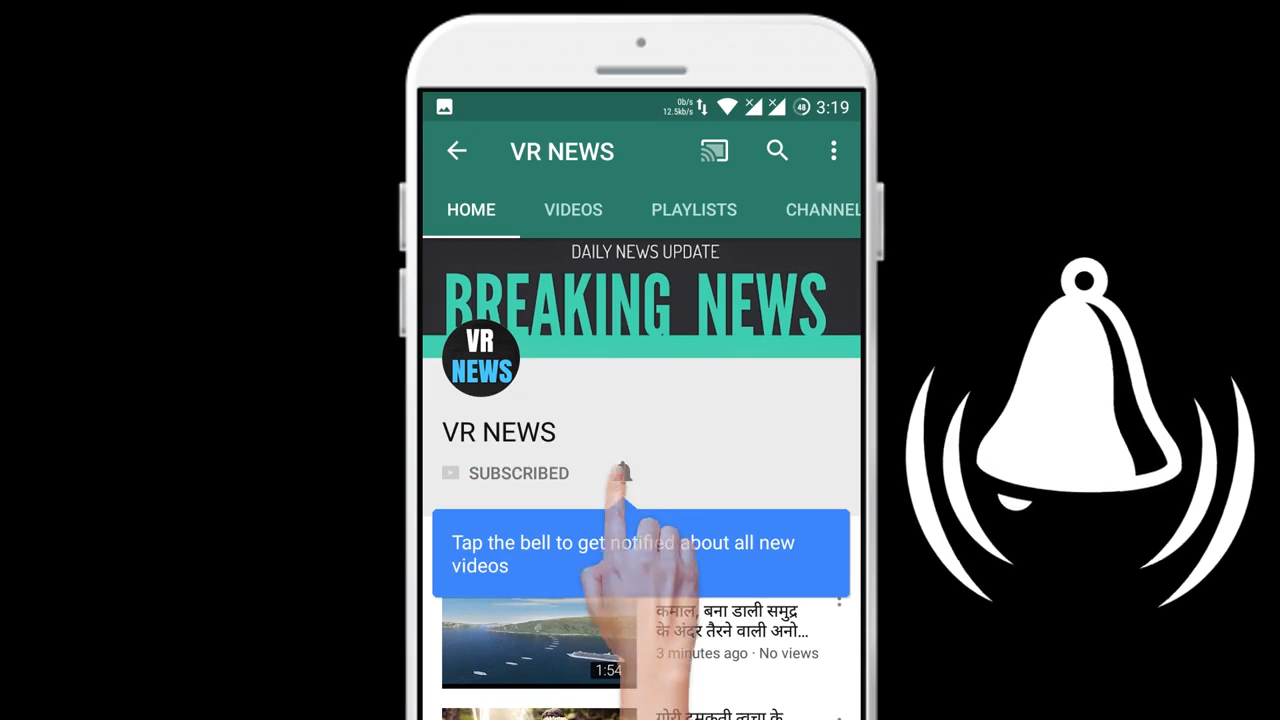 0b/s
12.5kb/s
48
3:19
VR NEWS
HOME VIDEOS PLAYLISTS CHANNEL
DAILY NEWS UPDATE
BREAKING NEWS
VR
NEWS
VR NEWS
SUBSCRIBED
Tap the bell to get notified about all new
videos
कमाल, बना डाली समुद्र
के अंदर तैरने वाली अनो...
3 minutes ago · No views
1:54